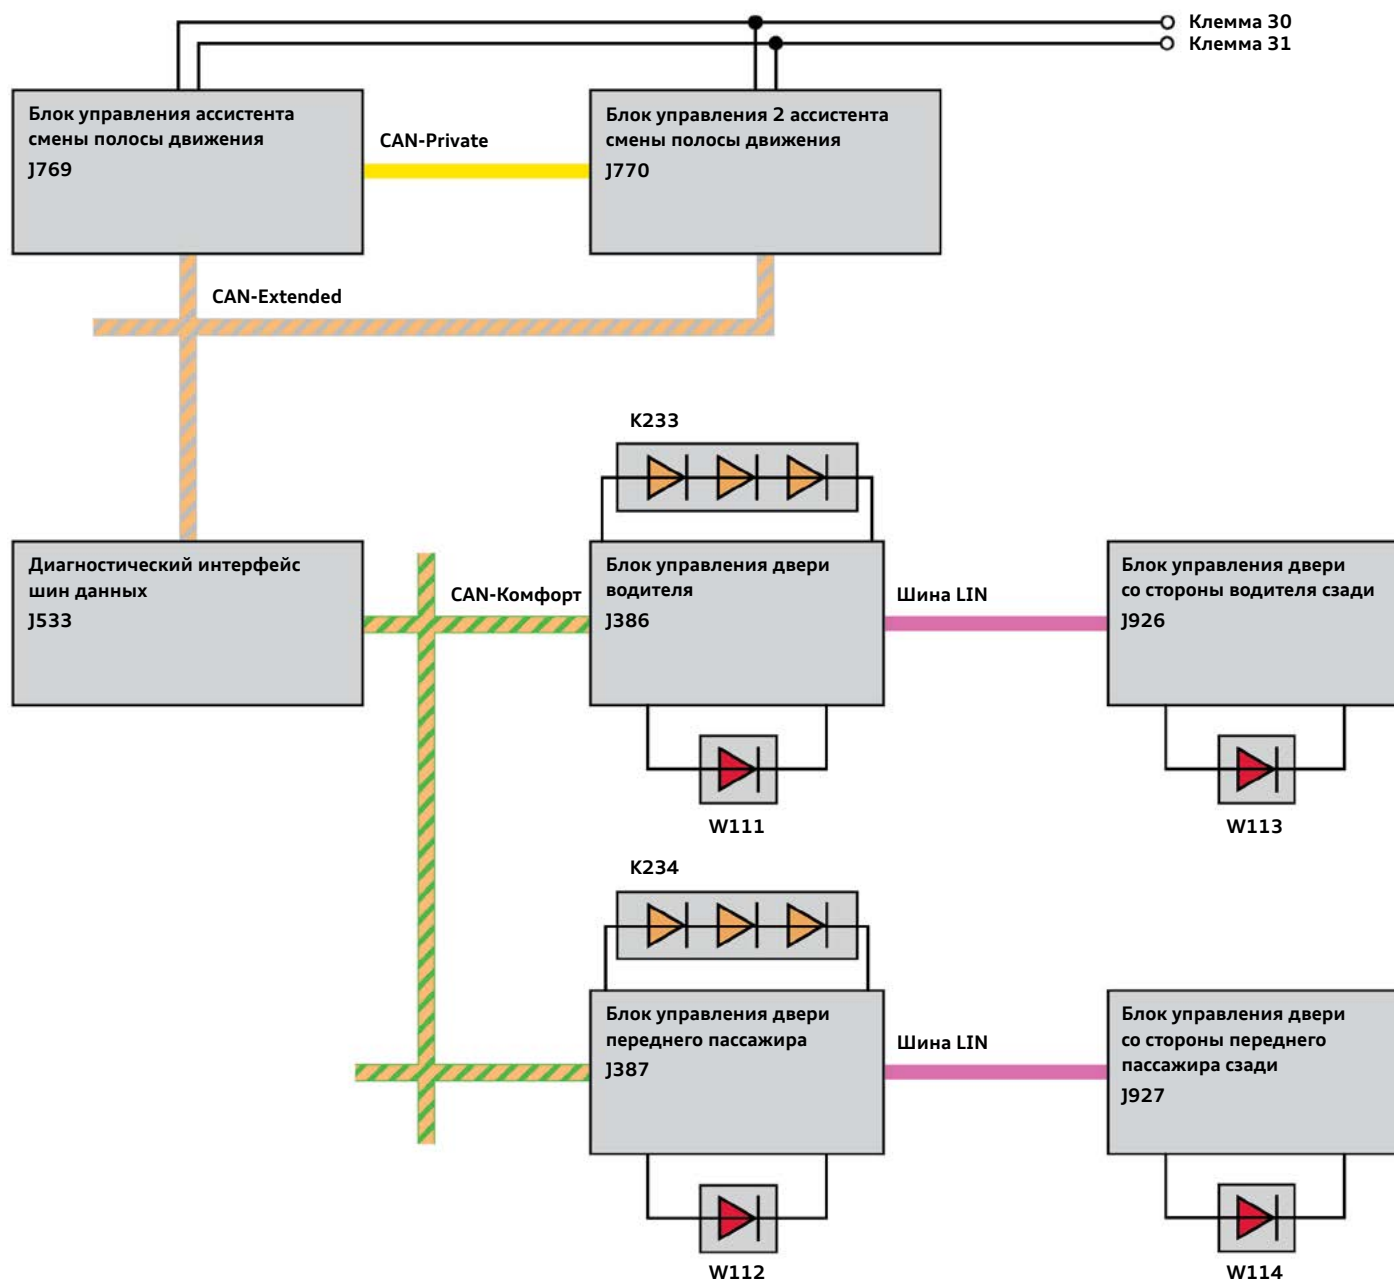 Клемма 30
Клемма 31
Блок управления ассистента
смены полосы движения
J769
CAN-Private
Блок управления 2 ассистента
смены полосы движения
J770
CAN-Extended
K233
Диагностический интерфейс
шин данных
J533
CAN-Комфорт
Блок управления двери
водителя
J386
Шина LIN
Блок управления двери
со стороны водителя сзади
J926
W111
W113
K234
Блок управления двери
переднего пассажира
J387
Шина LIN
Блок управления двери
со стороны переднего
пассажира сзади
J927
W112
W114